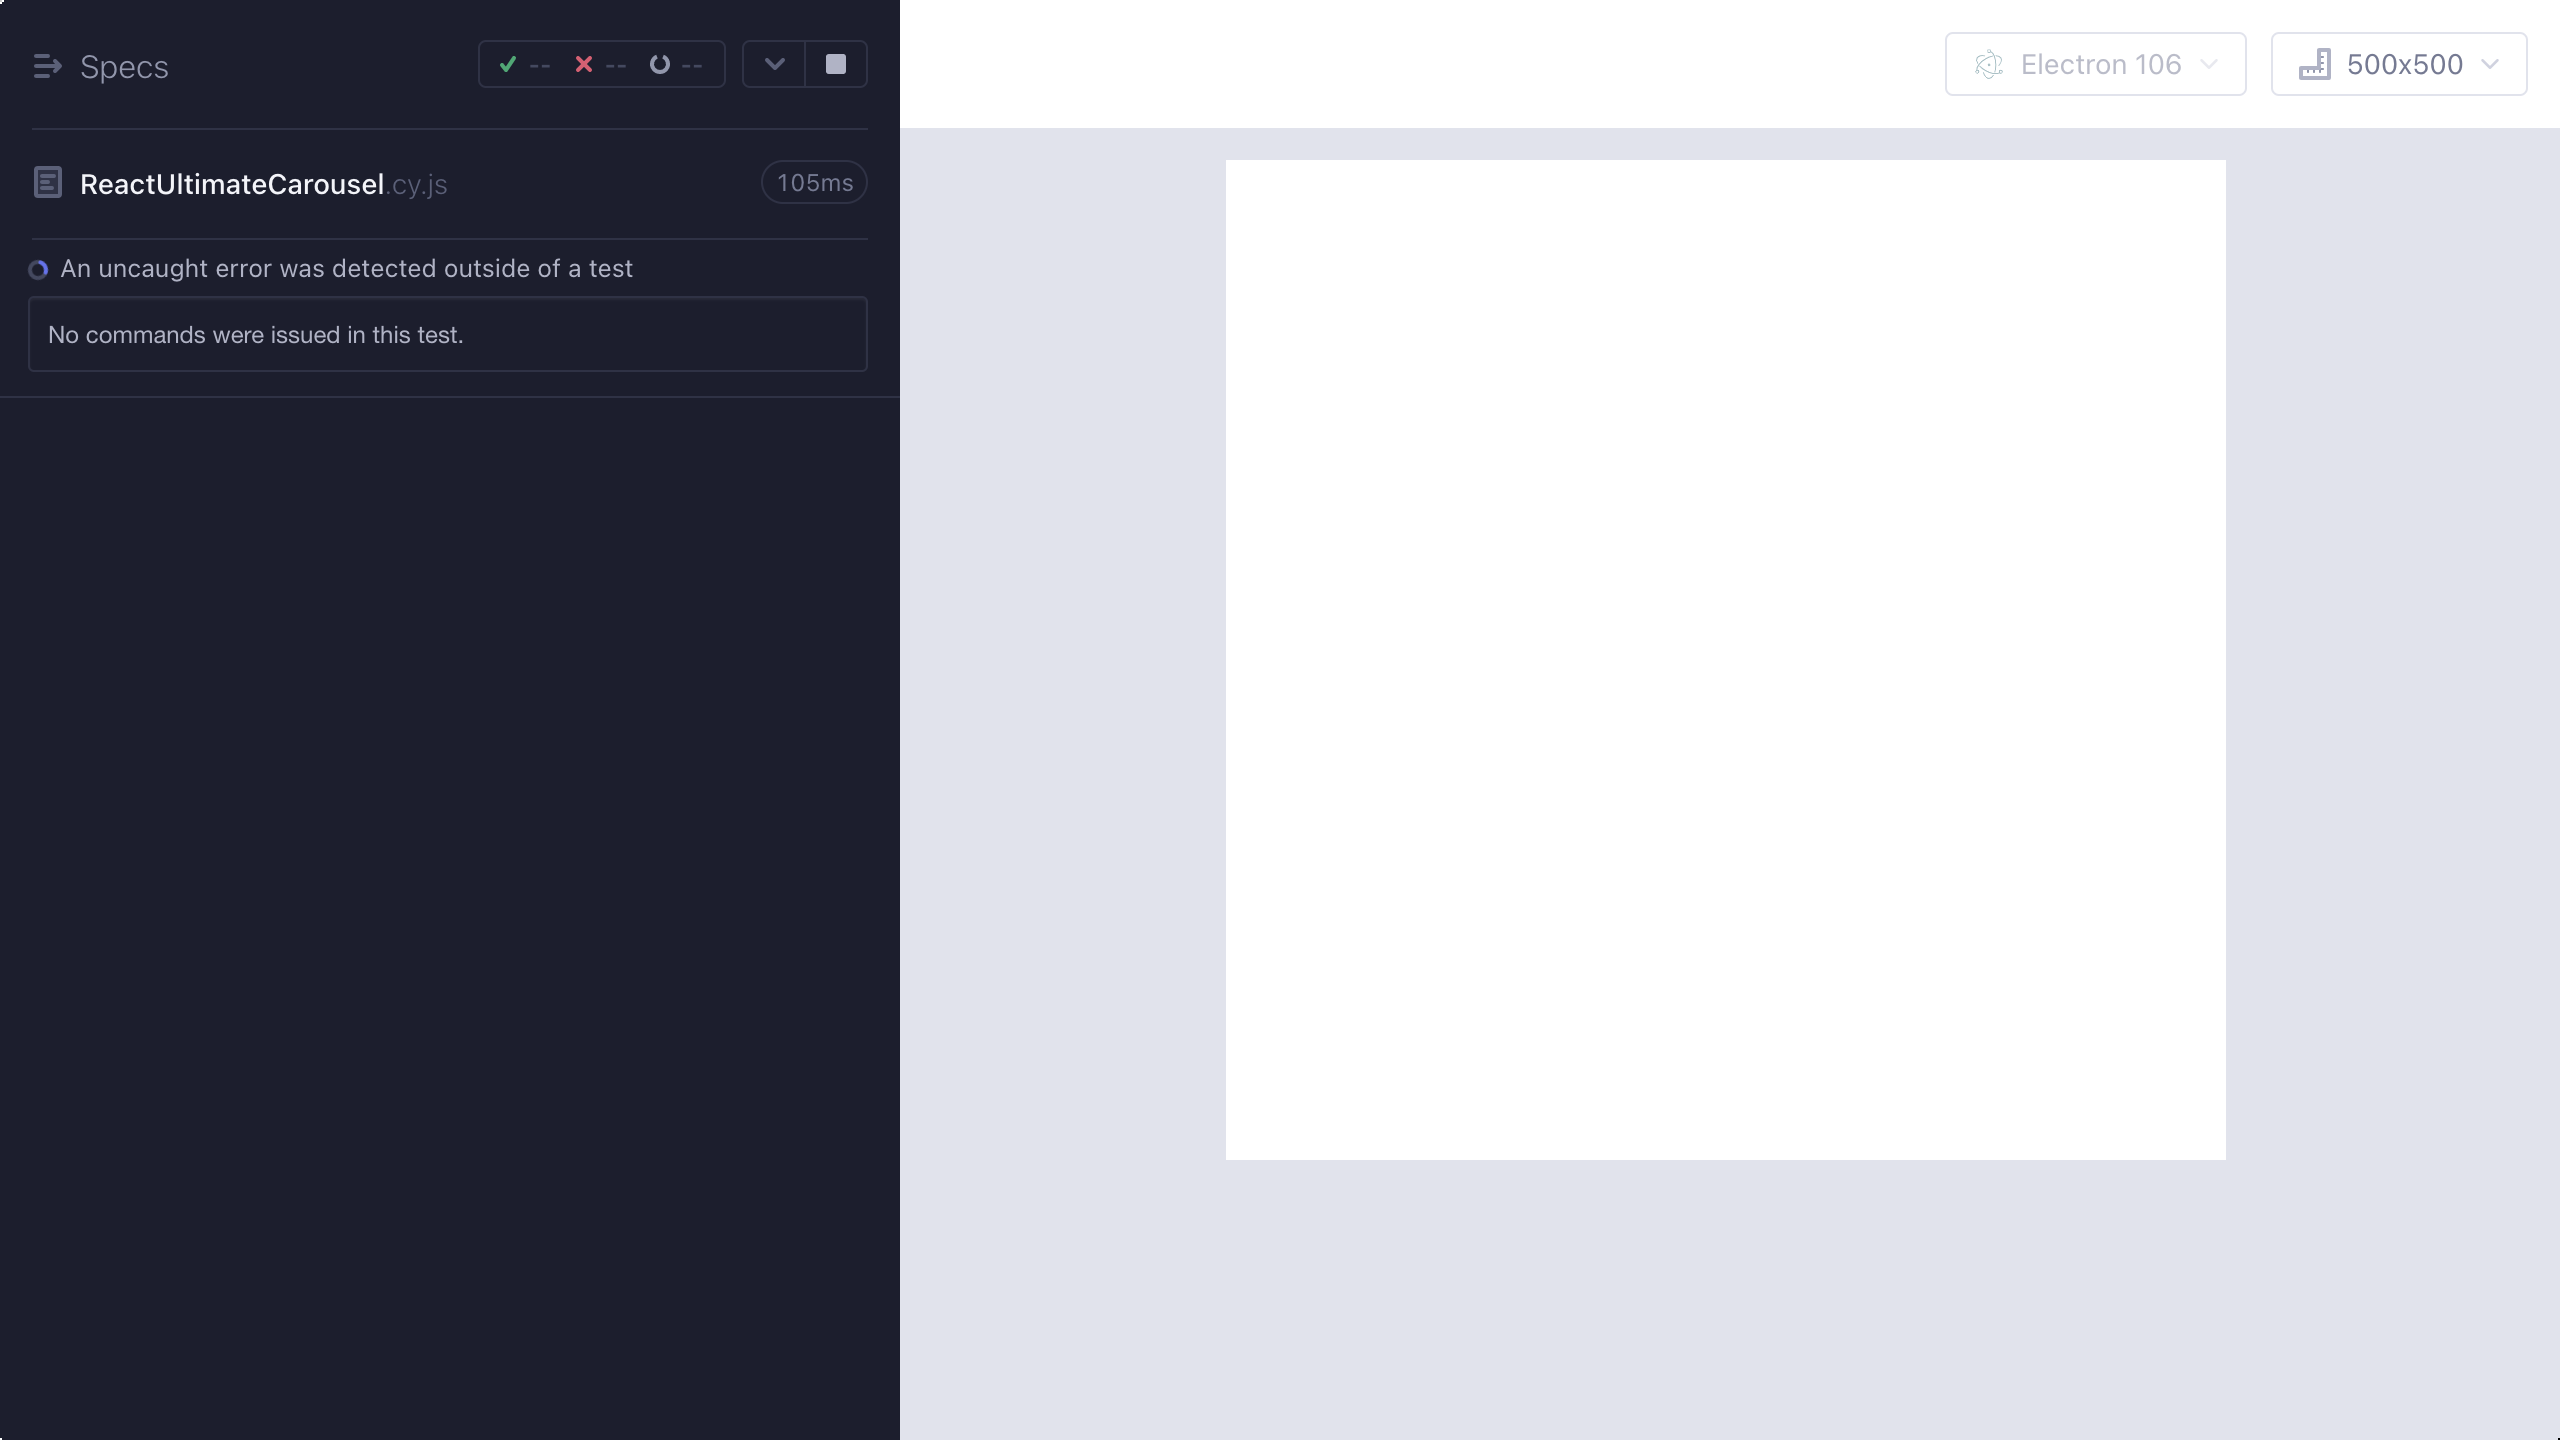 Specs
-- -- --
Electron 106
500x500
ReactUltimateCarousel.cy.js
105ms
An uncaught error was detected outside of a test
No commands were issued in this test.